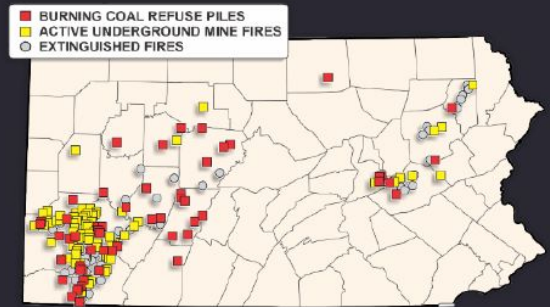 BURNING COAL REFUSE PILES
ACTIVE UNDERGROUND MINE FIRES
EXTINGUISHED FIRES